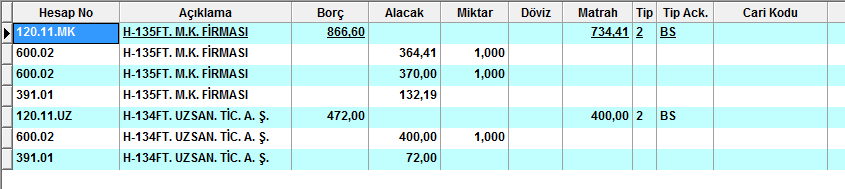 Hesap No Açıklama Borç Alacak Miktar Döviz Matrah Tip Tip Ack. Cari Kodu
120.11.MK H-135FT. M.K. FİRMASI 866,60 734,41 2 BS
600.02 H-135FT. M.K. FİRMASI 364,41 1,000
600.02 H-135FT. M.K. FİRMASI 370,00 1,000
391.01 H-135FT. M.K. FİRMASI 132,19
120.11.UZ H-134FT. UZSAN. TİC. A. Ş. 472,00 400,00 2 BS
600.02 H-134FT. UZSAN. TİC. A. Ş. 400,00 1,000
391.01 H-134FT. UZSAN. TİC. A. Ş. 72,00